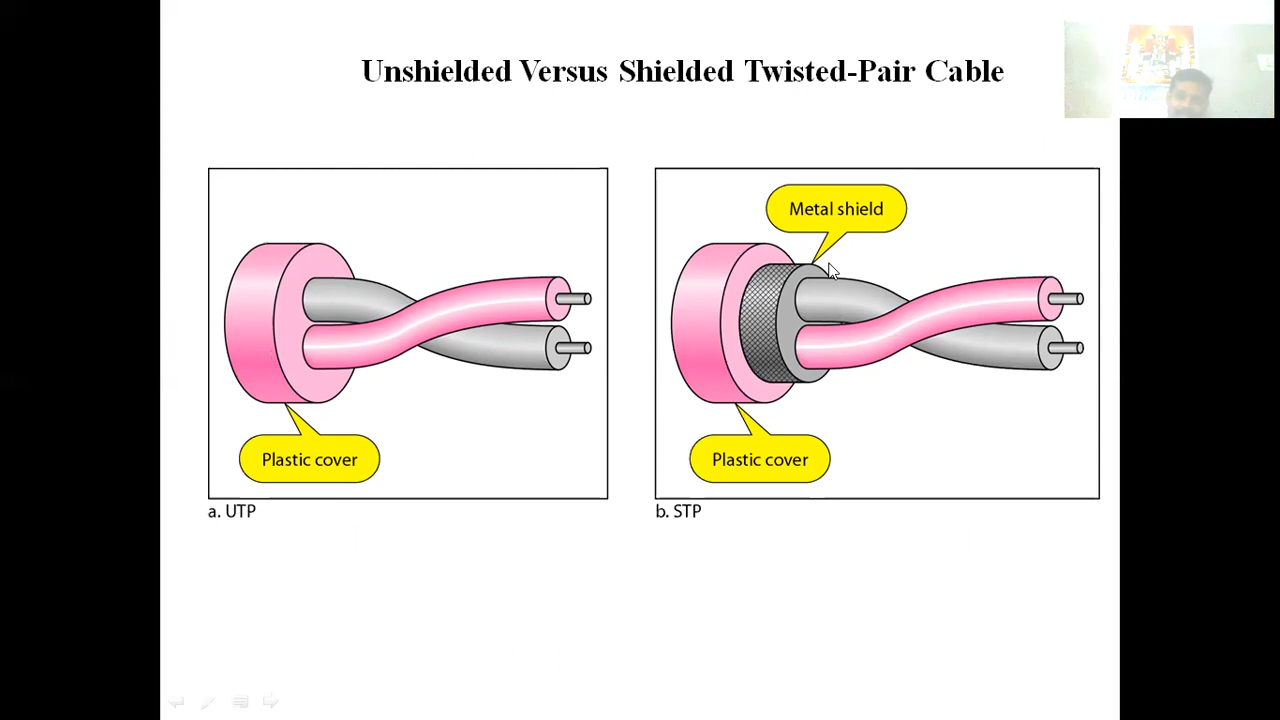 Unshielded Versus Shielded Twisted-Pair Cable
Metal shield
Plastic cover
Plastic cover
a. UTP
b. STP